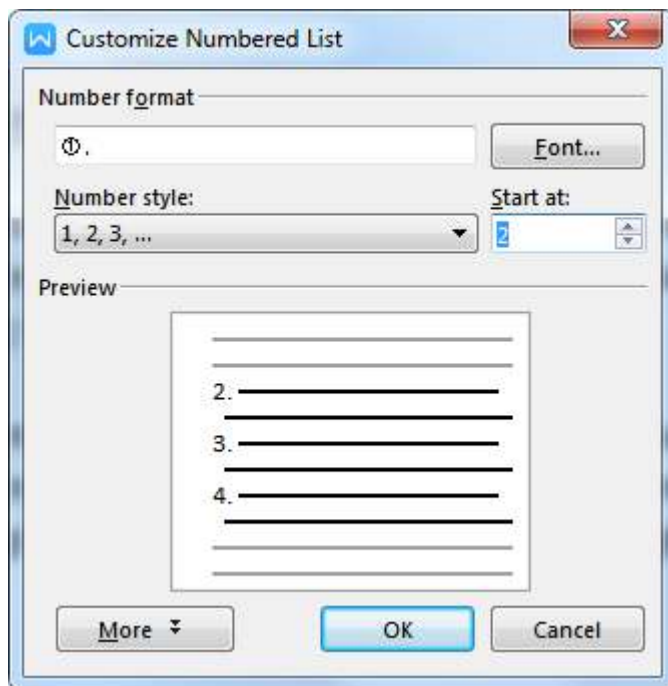 Customize Numbered List
Number format
①.
Font...
Number style:
Start at:
1, 2, 3, ...
2
Preview
2.
3.
4.
More
OK
Cancel